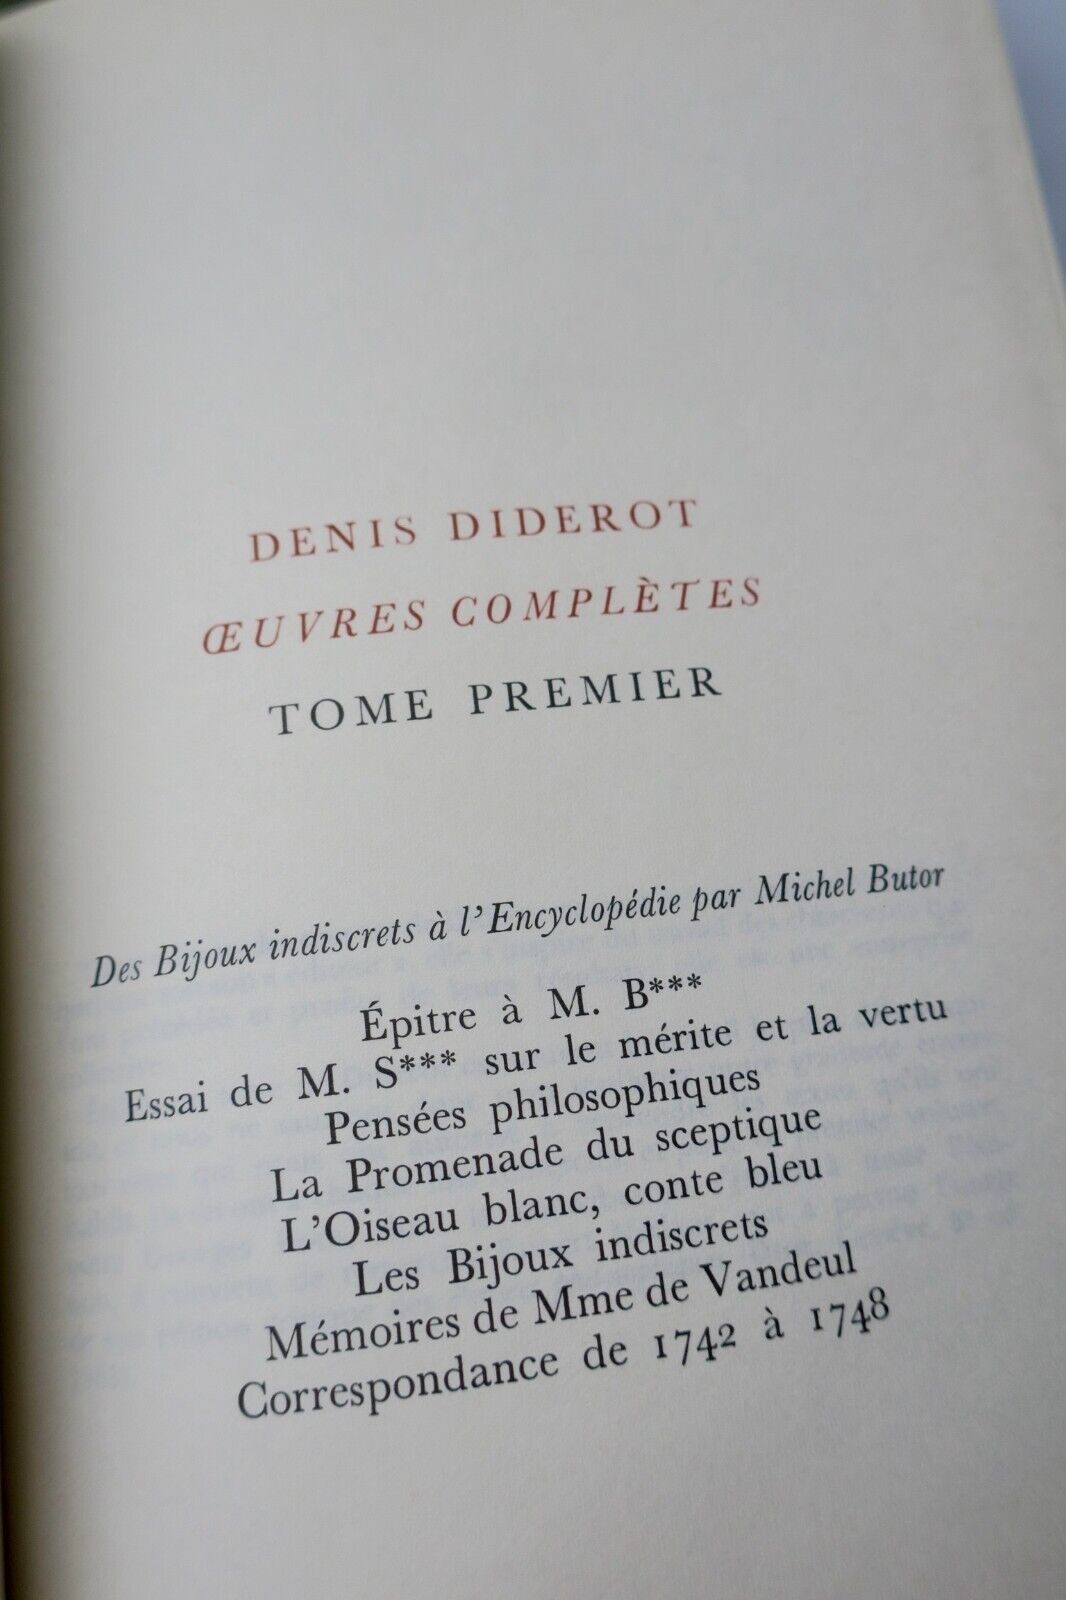 DENIS DIDEROT
ŒUVRES COMPLÈTES
TOME PREMIER
Des Bijoux indiscrets à l'Encyclopédie par Michel Butor
Épitre à M. B***
Essai de M. S*** sur le mérite et la vertu
Pensées philosophiques
La Promenade du sceptique
L'Oiseau blanc, conte bleu
Les Bijoux indiscrets
Mémoires de Mme de Vandeul
Correspondance de 1742 à 1748